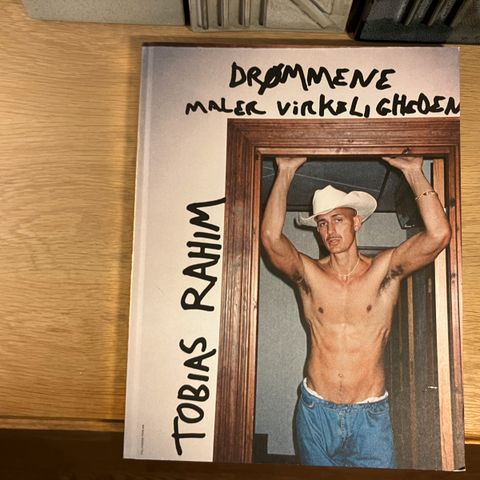 DRØMMENE
MALER VIRKELIGHEDEN
TOBIAS RAHIM